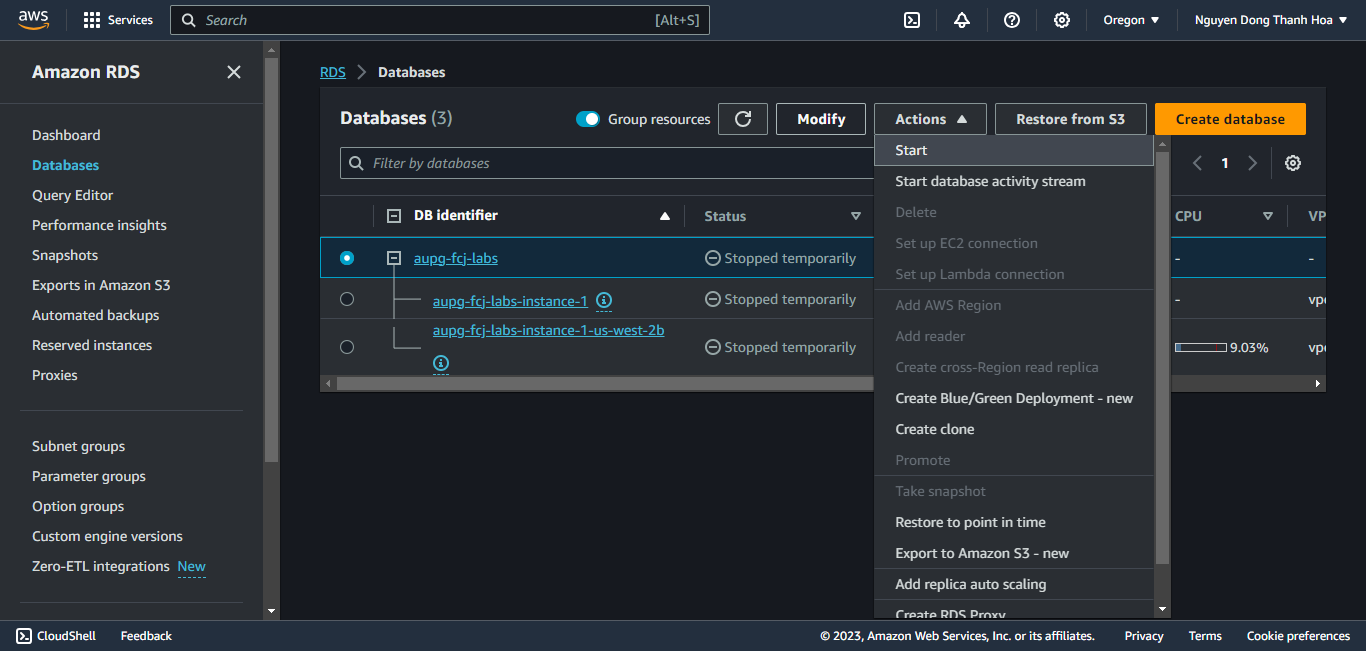 aws Services Search [Alt+S] Oregon Nguyen Dong Thanh Hoa
Amazon RDS
Dashboard
Databases
Query Editor
Performance insights
Snapshots
Exports in Amazon S3
Automated backups
Reserved instances
Proxies
Subnet groups
Parameter groups
Option groups
Custom engine versions
Zero-ETL integrations New
RDS Databases
Databases (3) Group resources Modify Actions Restore from S3 Create database
Filter by databases 1
DB identifier Status CPU VP
aupg-fcj-labs Stopped temporarily - -
aupg-fcj-labs-instance-1 Stopped temporarily - vpc
aupg-fcj-labs-instance-1-us-west-2b Stopped temporarily 9.03% vpc
Start
Start database activity stream
Delete
Set up EC2 connection
Set up Lambda connection
Add AWS Region
Add reader
Create cross-Region read replica
Create Blue/Green Deployment - new
Create clone
Promote
Take snapshot
Restore to point in time
Export to Amazon S3 - new
Add replica auto scaling
Create RDS Proxy
CloudShell Feedback © 2023, Amazon Web Services, Inc. or its affiliates. Privacy Terms Cookie preferences